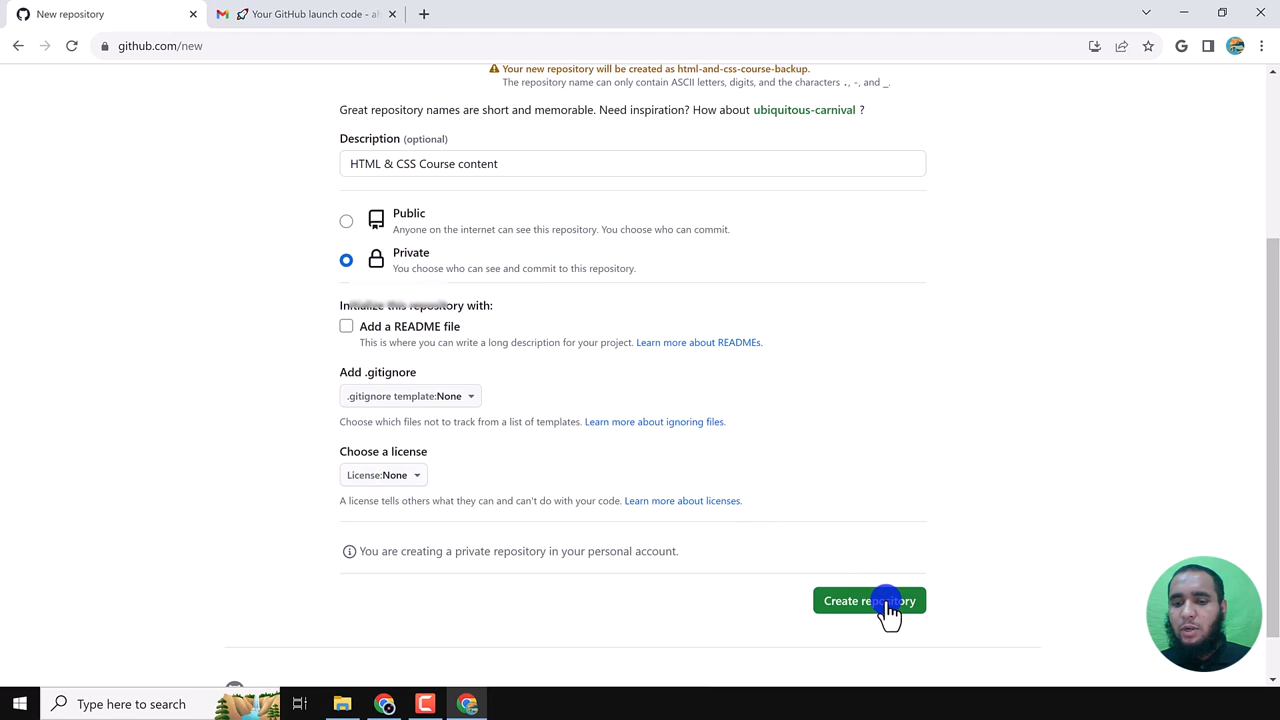 New repository
🚀 Your GitHub launch code - a
github.com/new
Your new repository will be created as html-and-css-course-backup.
The repository name can only contain ASCII letters, digits, and the characters ., -, and _.
Great repository names are short and memorable. Need inspiration? How about ubiquitous-carnival ?
Description (optional)
HTML & CSS Course content
Public
Anyone on the internet can see this repository. You choose who can commit.
Private
You choose who can see and commit to this repository.
Initialize this repository with:
Add a README file
This is where you can write a long description for your project. Learn more about READMEs.
Add .gitignore
.gitignore template:None
Choose which files not to track from a list of templates. Learn more about ignoring files.
Choose a license
License:None
A license tells others what they can and can't do with your code. Learn more about licenses.
You are creating a private repository in your personal account.
Create repository
Type here to search